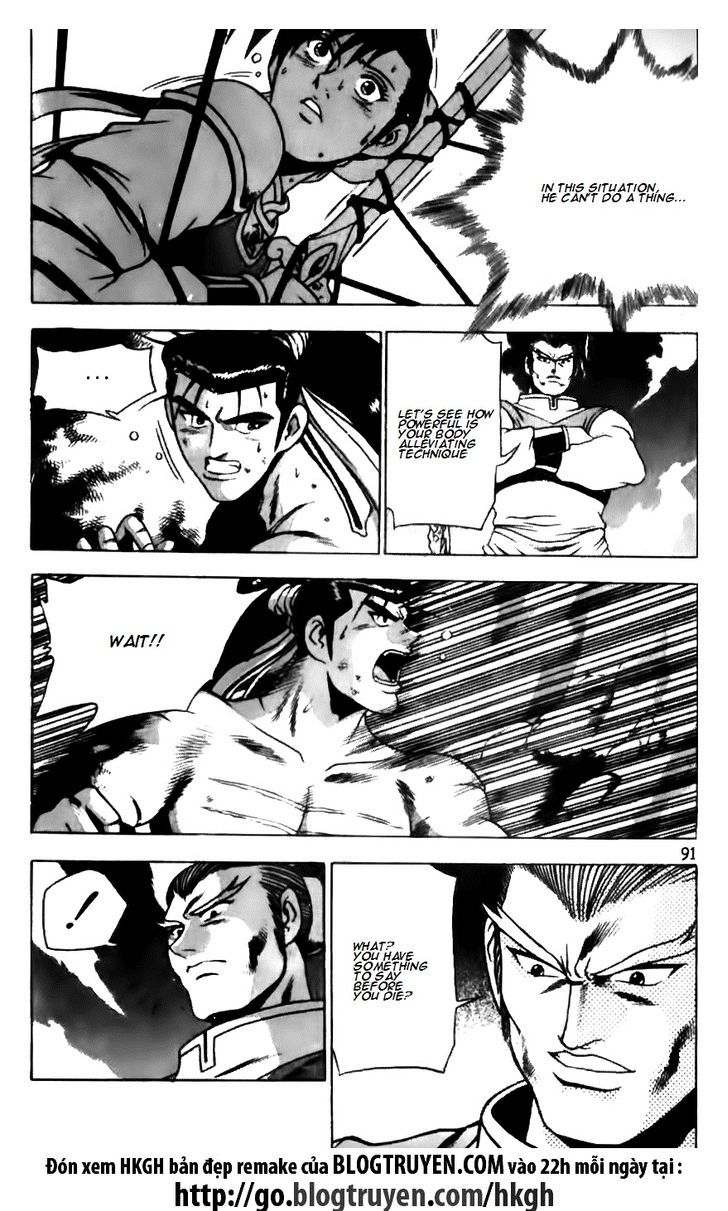 IN THIS SITUATION,
HE CAN'T DO A THING...
...
LET'S SEE HOW
POWERFUL IS
YOUR BODY
ALLEVIATING
TECHNIQUE
WAIT!!
91
!
WHAT?
YOU HAVE
SOMETHING
TO SAY
BEFORE
YOU DIE?
Đón xem HKGH bản đẹp remake của BLOGTRUYEN.COM vào 22h mỗi ngày tại :
http://go.blogtruyen.com/hkgh